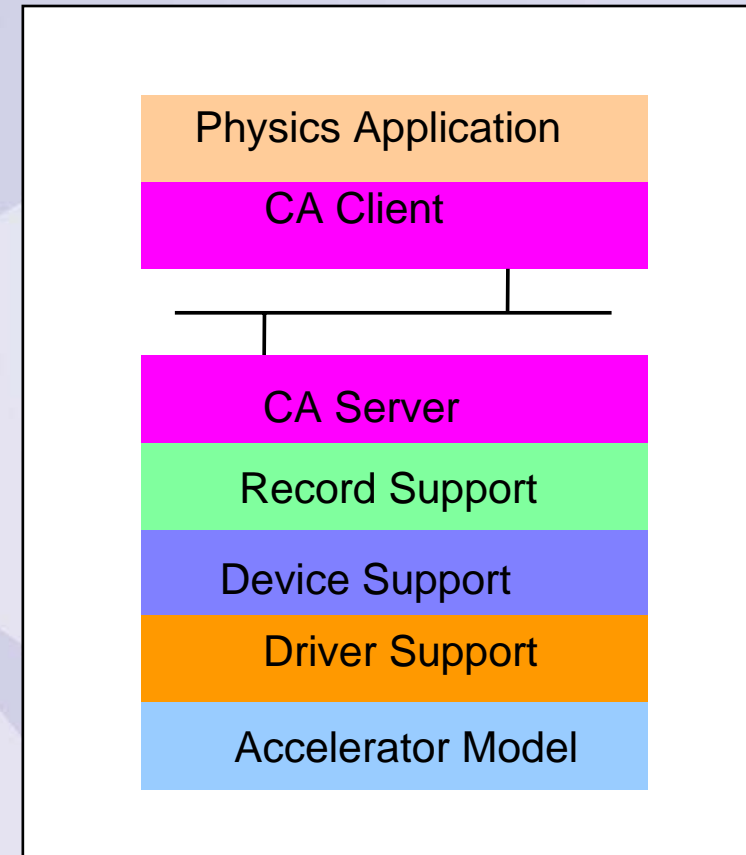 Physics Application
CA Client
CA Server
Record Support
Device Support
Driver Support
Accelerator Model